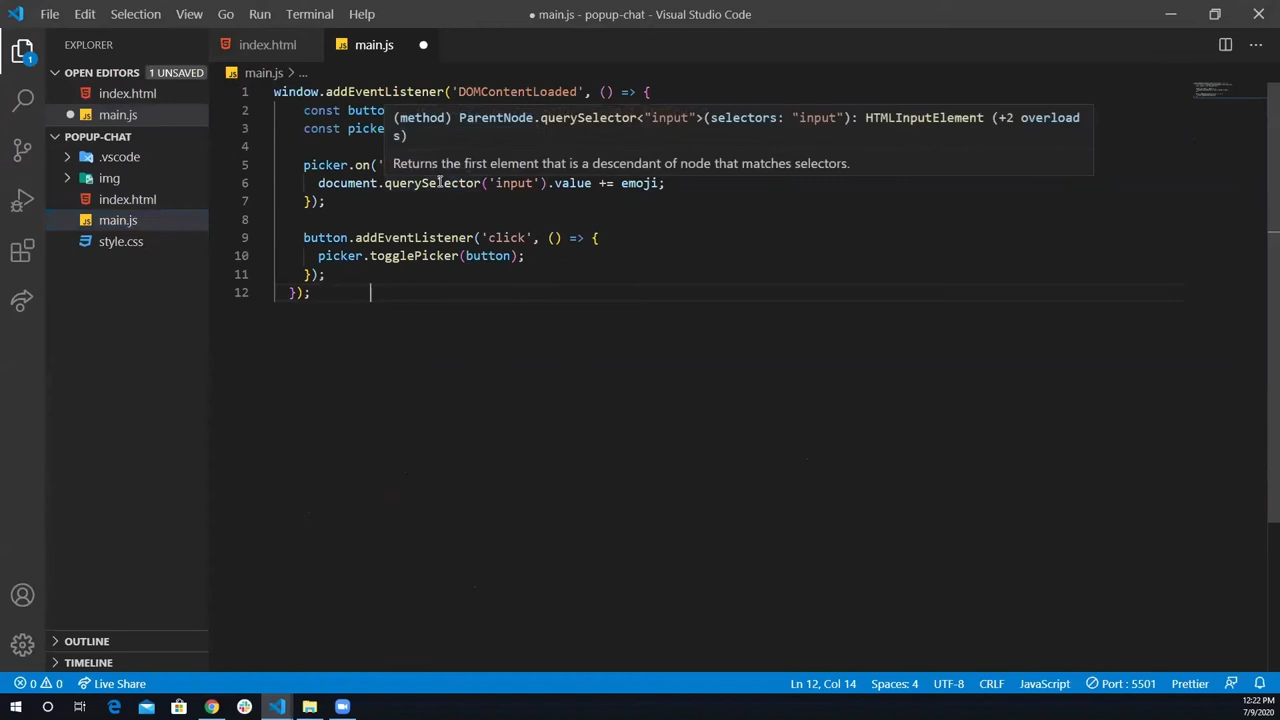 File Edit Selection View Go Run Terminal Help
● main.js - popup-chat - Visual Studio Code
EXPLORER
index.html
main.js ●
OPEN EDITORS 1 UNSAVED
index.html
● main.js
POPUP-CHAT
.vscode
img
index.html
main.js
style.css
OUTLINE
TIMELINE
1
main.js > ...
1 window.addEventListener('DOMContentLoaded', () => {
2 const butto
3 const picke
(method) ParentNode.querySelector<"input">(selectors: "input"): HTMLInputElement (+2 overload
s)
Returns the first element that is a descendant of node that matches selectors.
4
5 picker.on('
6 document.querySelector('input').value += emoji;
7 });
8
9 button.addEventListener('click', () => {
10 picker.togglePicker(button);
11 });
12 });
0 0 Live Share
Ln 12, Col 14 Spaces: 4 UTF-8 CRLF JavaScript Port : 5501 Prettier
12:22 PM
7/9/2020